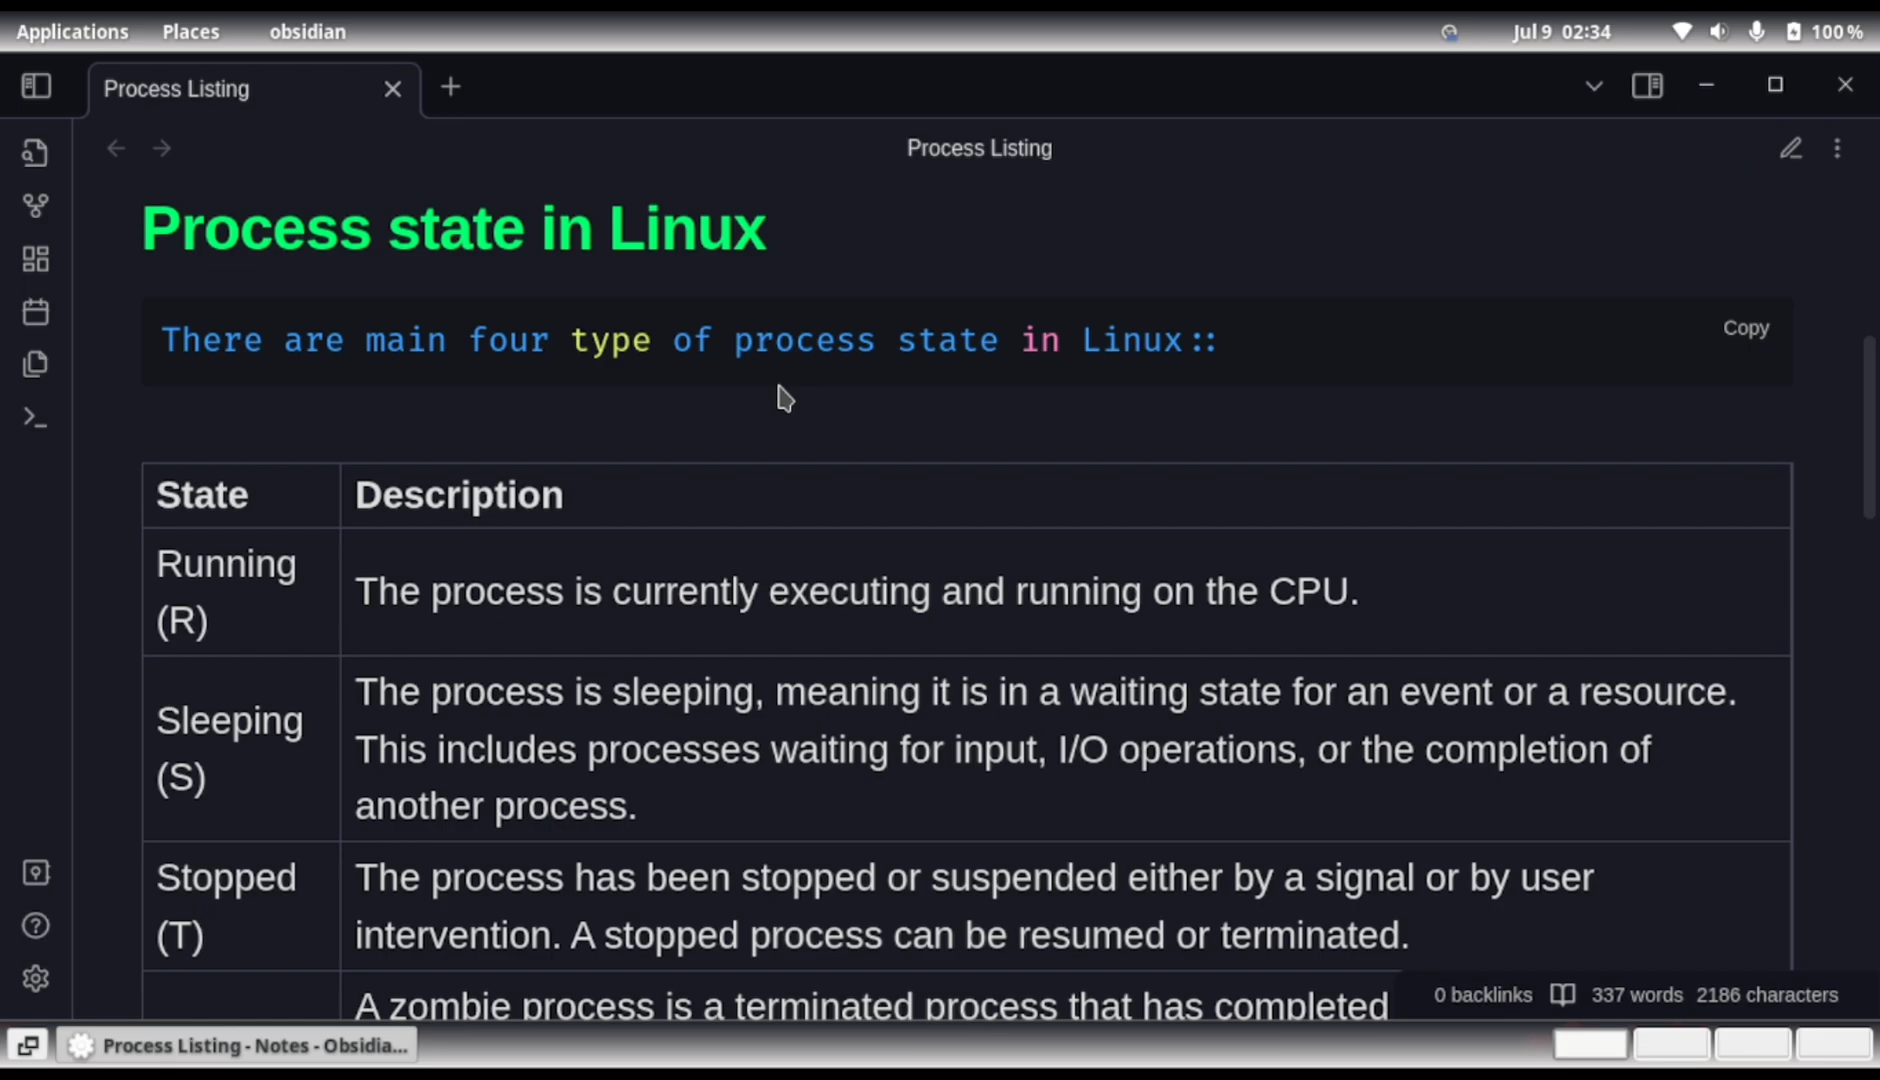 Applications Places obsidian Jul 9 02:34 100 %
Process Listing
Process Listing
Process state in Linux
There are main four type of process state in Linux::
Copy
State Description
Running
(R)
The process is currently executing and running on the CPU.
Sleeping
(S)
The process is sleeping, meaning it is in a waiting state for an event or a resource.
This includes processes waiting for input, I/O operations, or the completion of
another process.
Stopped
(T)
The process has been stopped or suspended either by a signal or by user
intervention. A stopped process can be resumed or terminated.
A zombie process is a terminated process that has completed
0 backlinks 337 words 2186 characters
Process Listing - Notes - Obsidia...